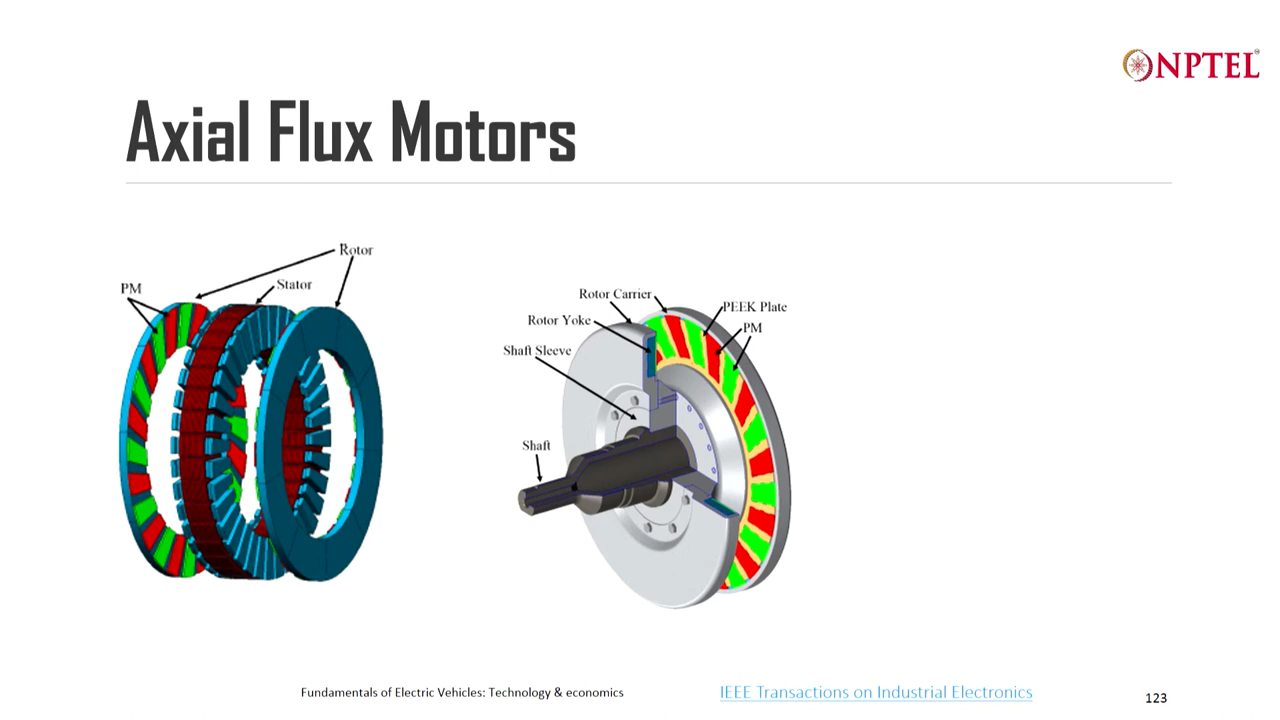 NPTEL
Axial Flux Motors
Rotor
PM
Stator
Rotor Carrier
PEEK Plate
Rotor Yoke
PM
Shaft Sleeve
Shaft
Fundamentals of Electric Vehicles: Technology & economics
IEEE Transactions on Industrial Electronics
123